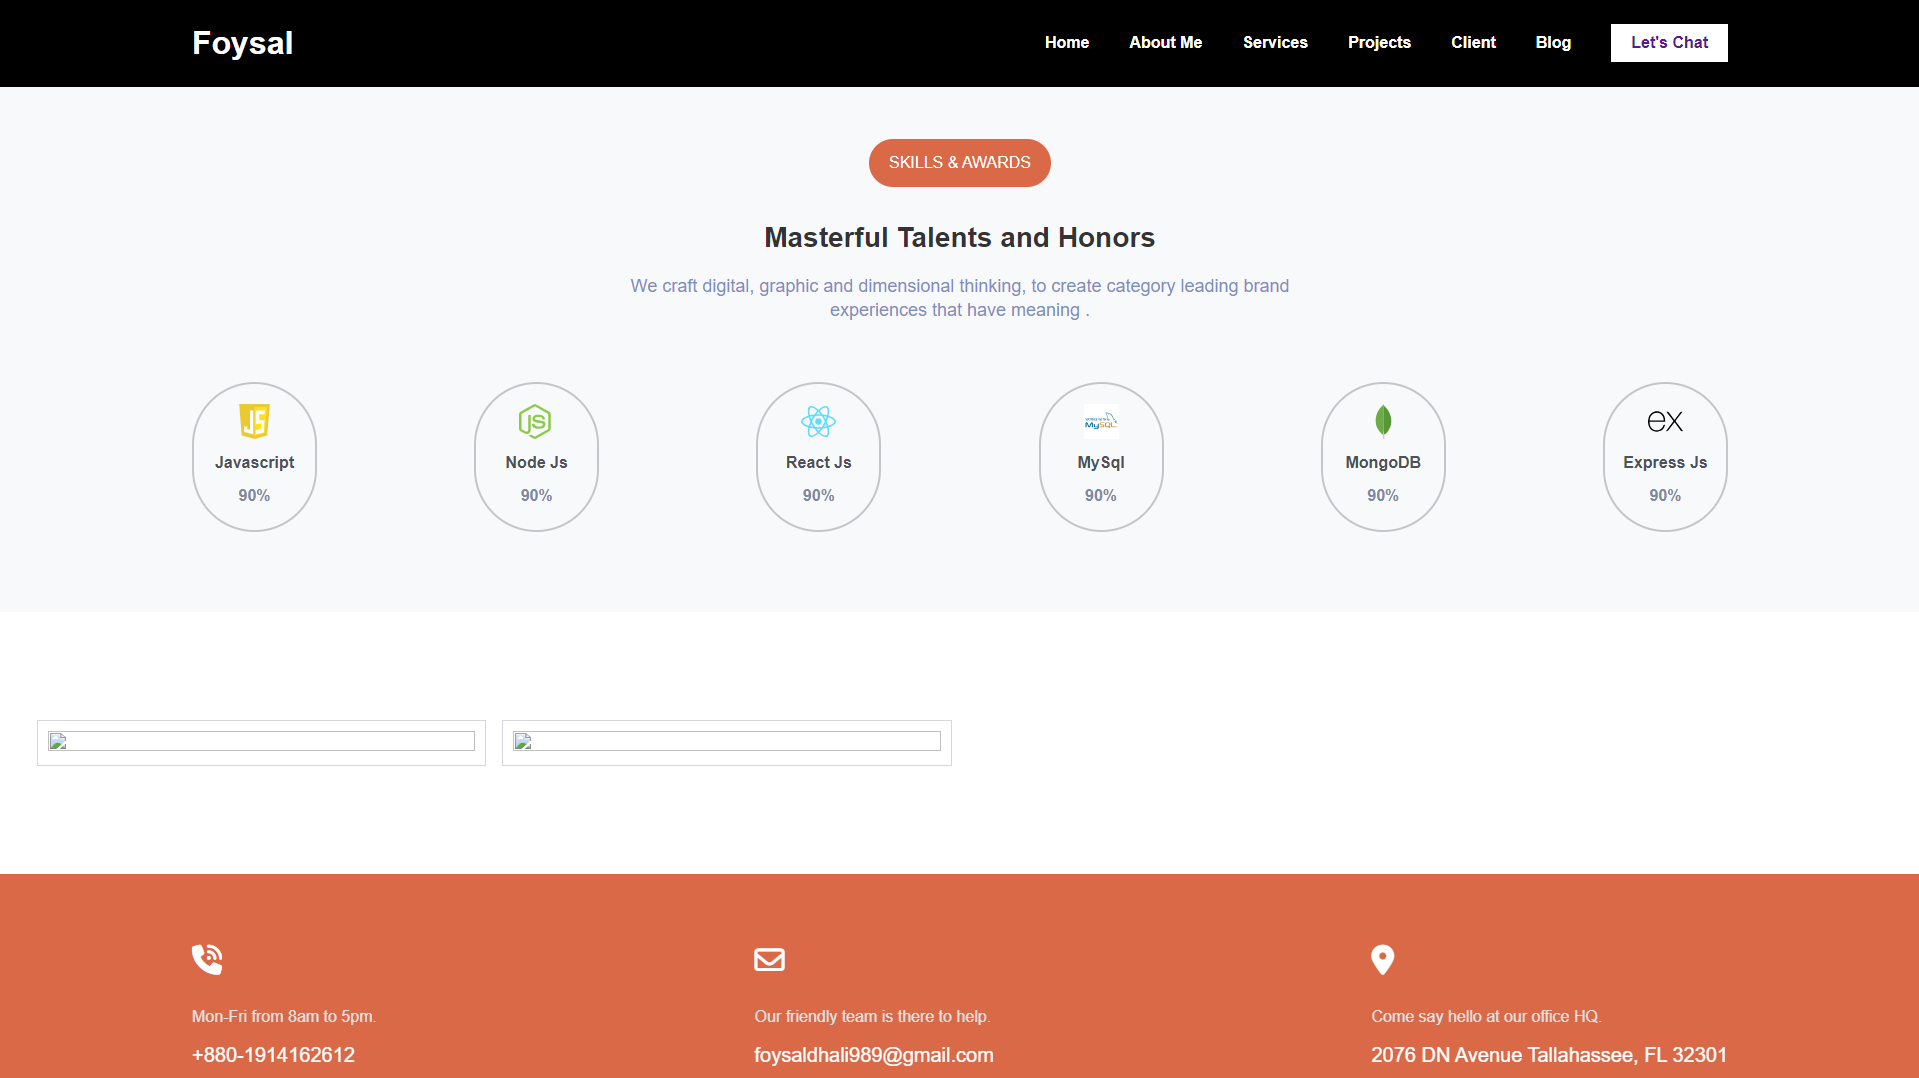 Foysal
Home About Me Services Projects Client Blog Let's Chat
SKILLS & AWARDS
Masterful Talents and Honors
We craft digital, graphic and dimensional thinking, to create category leading brand
experiences that have meaning .
JS JS MySQL ex
Javascript Node Js React Js MySql MongoDB Express Js
90% 90% 90% 90% 90% 90%
Mon-Fri from 8am to 5pm. Our friendly team is there to help. Come say hello at our office HQ.
+880-1914162612 foysaldhali989@gmail.com 2076 DN Avenue Tallahassee, FL 32301